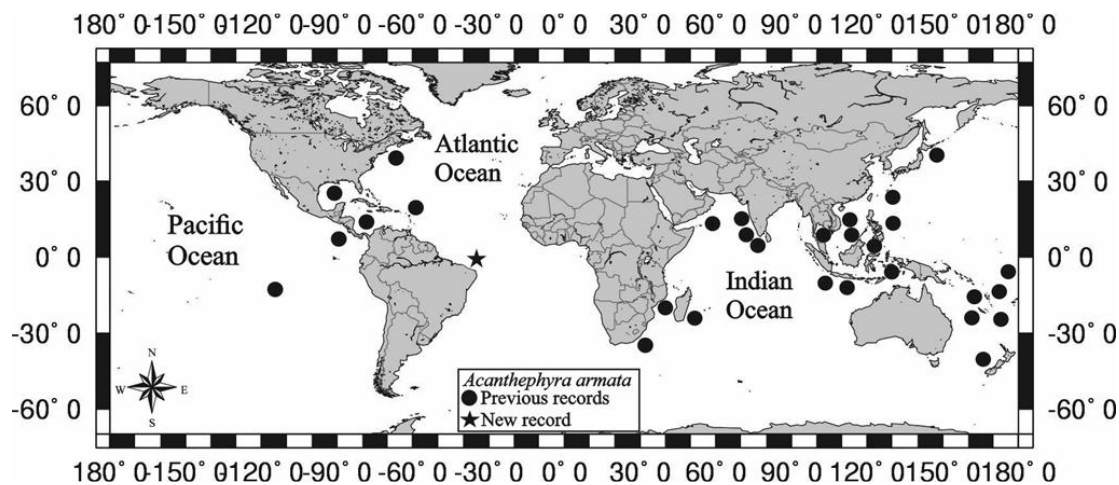 180˚ 0-150˚ 0-120˚ 0-90˚ 0-60˚ 0-30˚ 0 0˚ 0 30˚ 0 60˚ 0 90˚ 0 120˚ 0150˚ 0180˚ 0
60˚ 0 60˚ 0
Atlantic
Ocean
30˚ 0 30˚ 0
Pacific
Ocean
0˚ 0 0˚ 0
Indian
Ocean
-30˚ 0 -30˚ 0
N
W E
S
Acanthephyra armata
Previous records
New record
-60˚ 0 -60˚ 0
180˚ 0-150˚ 0-120˚ 0-90˚ 0-60˚ 0-30˚ 0 0˚ 0 30˚ 0 60˚ 0 90˚ 0 120˚ 0150˚ 0180˚ 0